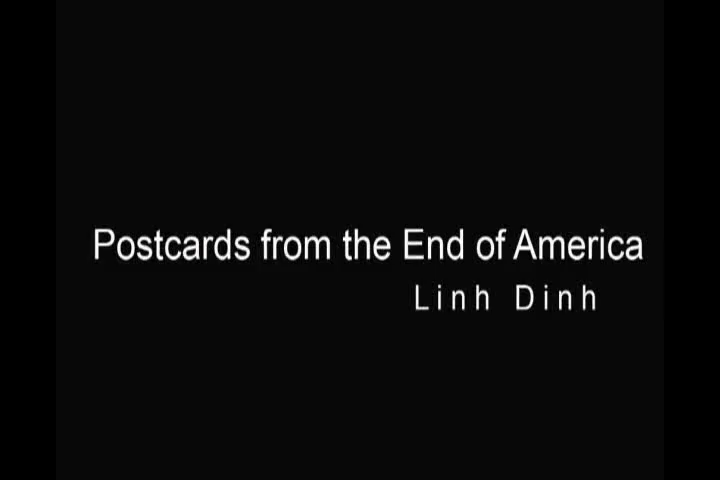 Postcards from the End of America
Linh Dinh